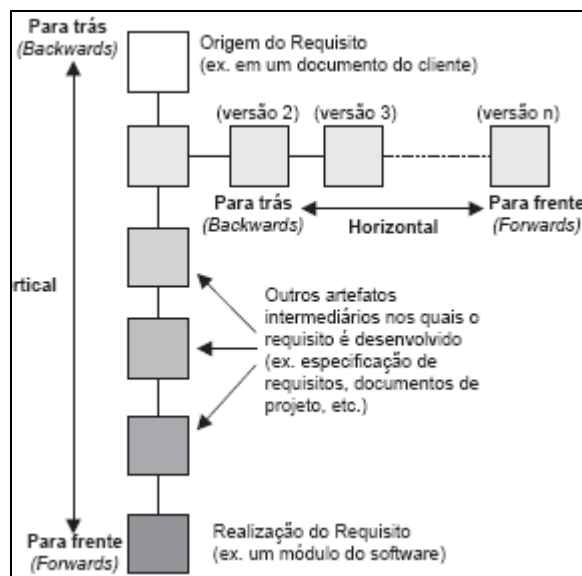 Para trás
(Backwards)
Origem do Requisito
(ex. em um documento do cliente)
(versão 2) (versão 3) (versão n)
Para trás
(Backwards)
Horizontal
Para frente
(Forwards)
rtical
Outros artefatos
intermediários nos quais o
requisito é desenvolvido
(ex. especificação de
requisitos, documentos de
projeto, etc.)
Para frente
(Forwards)
Realização do Requisito
(ex. um módulo do software)